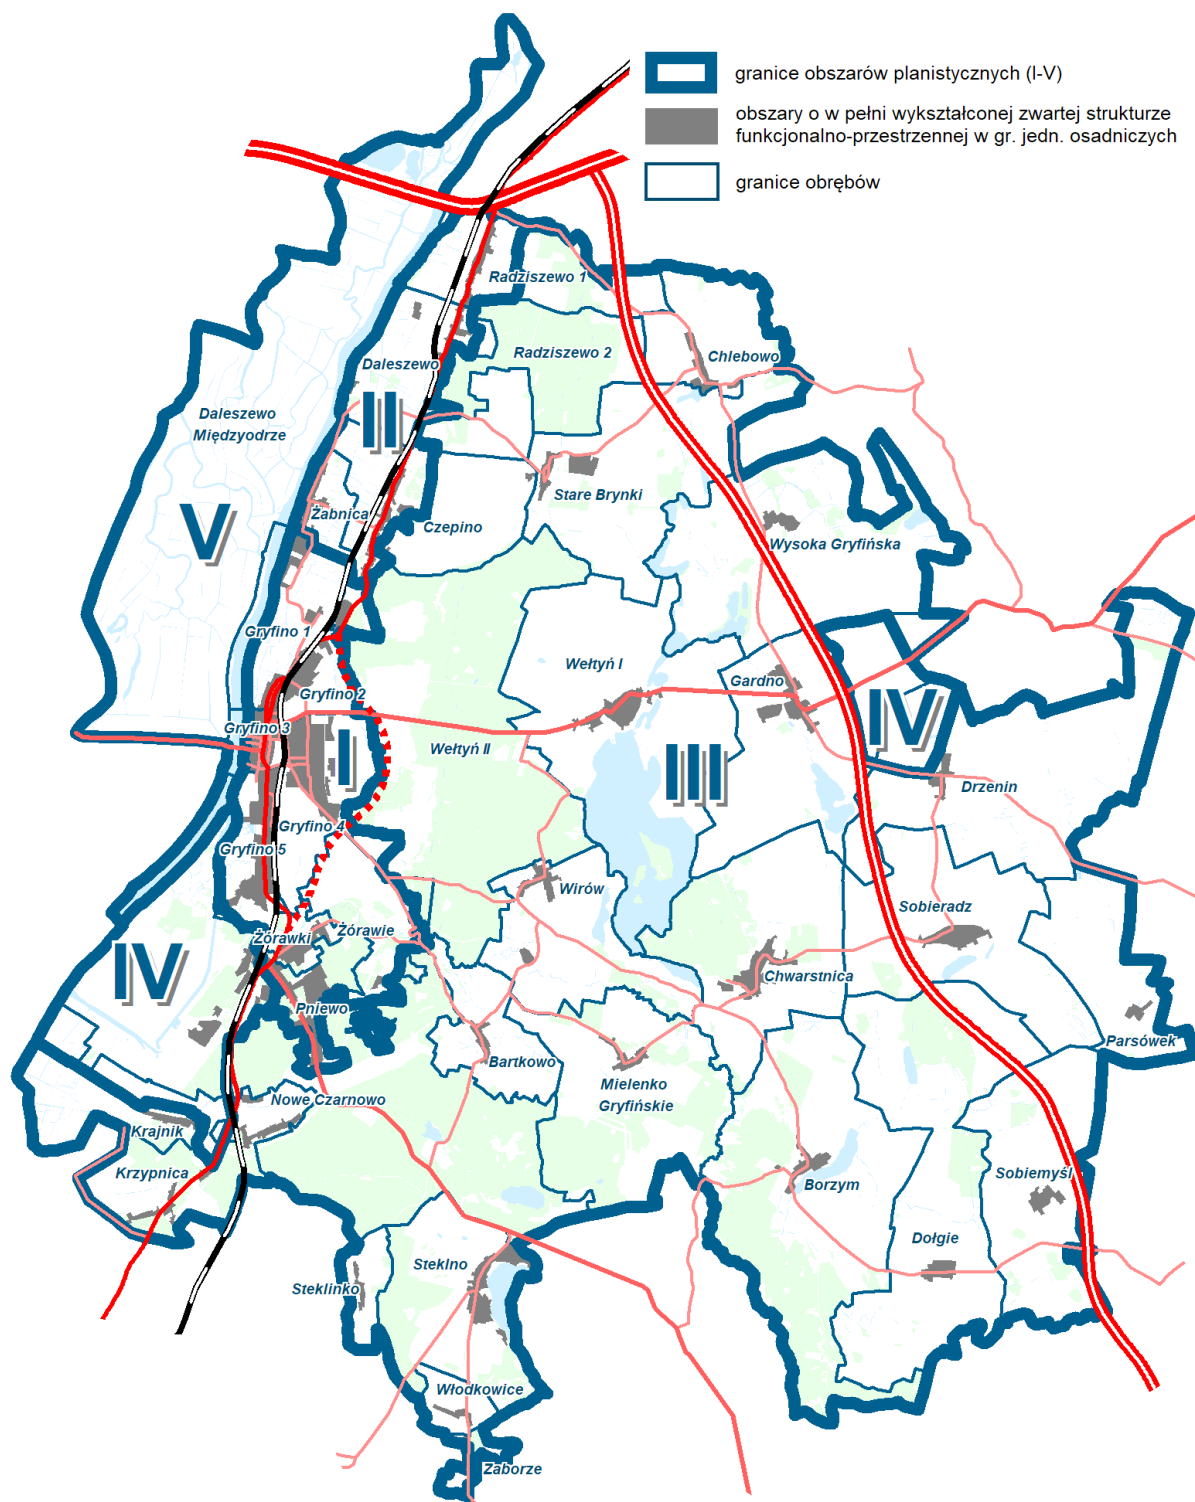 granice obszarów planistycznych (I-V)
obszary o w pełni wykształconej zwartej strukturze
funkcjonalno-przestrzennej w gr. jedn. osadniczych
granice obrębów
Radziszewo 1
Radziszewo 2
Chlebowo
Daleszewo
II
Daleszewo
Międzyodrze
Stare Brynki
V
Żabnica
Czepino
Wysoka Gryfińska
Gryfino 1
Wełtyń I
Gardno
Gryfino 2
IV
Gryfino 3
I
Wełtyń II
III
Drzenin
Gryfino 4
Gryfino 5
Wirów
Sobieradz
Żórawki
Żórawie
IV
Chwarstnica
Pniewo
Parsówek
Bartkowo
Mielenko
Gryfińskie
Nowe Czarnowo
Krajnik
Krzypnica
Borzym
Sobiemyśl
Dołgie
Steklno
Steklinko
Włodkowice
Zaborze